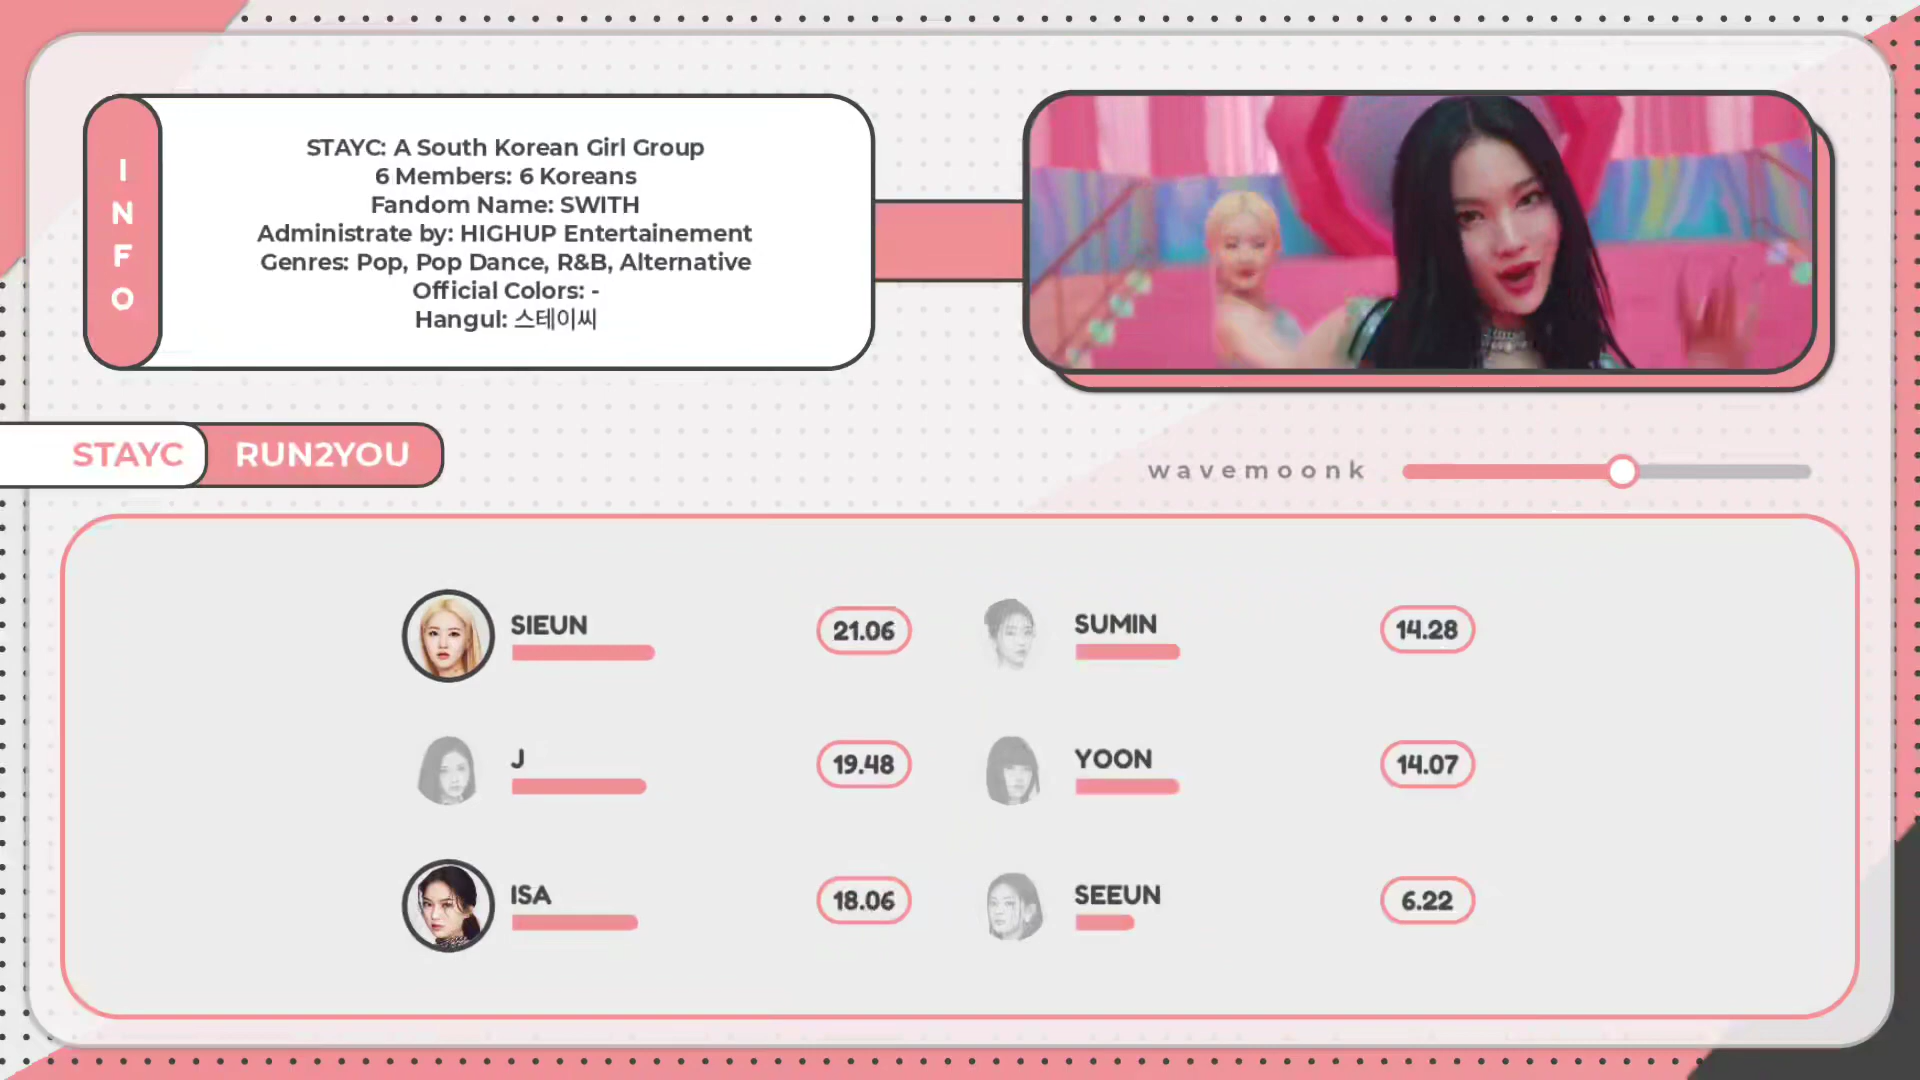 INFO
STAYC: A South Korean Girl Group
6 Members: 6 Koreans
Fandom Name: SWITH
Administrate by: HIGHUP Entertainement
Genres: Pop, Pop Dance, R&B, Alternative
Official Colors: -
Hangul: 스테이씨
STAYC RUN2YOU
wavemoonk
SIEUN 21.06
SUMIN 14.28
J 19.48
YOON 14.07
ISA 18.06
SEEUN 6.22